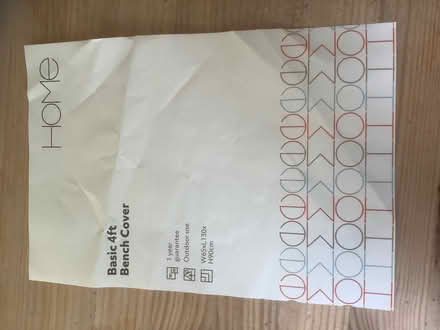 HOME
Basic 4ft
Bench Cover
1 year
guarantee
Outdoor use
W65xL130x
H90cm